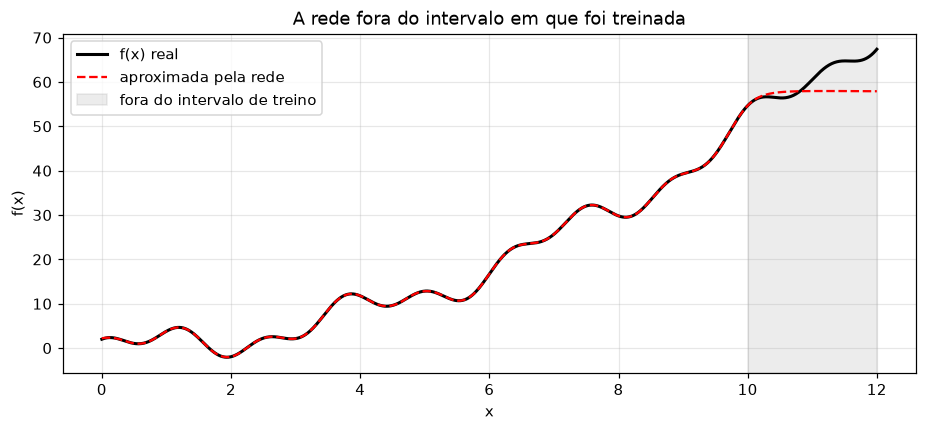 A rede fora do intervalo em que foi treinada
f(x) real
aproximada pela rede
fora do intervalo de treino
70
60
50
40
30
20
10
0
f(x)
0 2 4 6 8 10 12
x